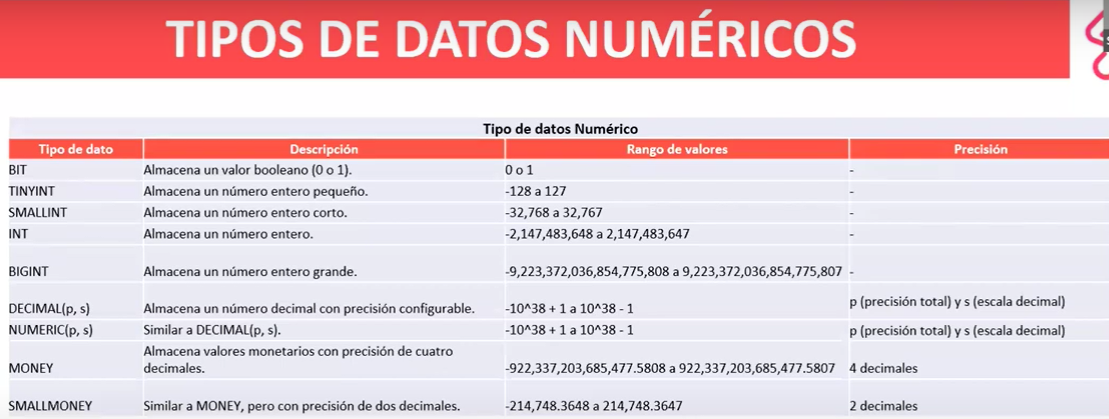 TIPOS DE DATOS NUMÉRICOS
Tipo de datos Numérico
Tipo de dato Descripción Rango de valores Precisión
BIT Almacena un valor booleano (0 o 1). 0 o 1 -
TINYINT Almacena un número entero pequeño. -128 a 127 -
SMALLINT Almacena un número entero corto. -32,768 a 32,767 -
INT Almacena un número entero. -2,147,483,648 a 2,147,483,647 -
BIGINT Almacena un número entero grande. -9,223,372,036,854,775,808 a 9,223,372,036,854,775,807 -
DECIMAL(p, s) Almacena un número decimal con precisión configurable. -10^38 + 1 a 10^38 - 1 p (precisión total) y s (escala decimal)
NUMERIC(p, s) Similar a DECIMAL(p, s). -10^38 + 1 a 10^38 - 1 p (precisión total) y s (escala decimal)
Almacena valores monetarios con precisión de cuatro
MONEY decimales. -922,337,203,685,477.5808 a 922,337,203,685,477.5807 4 decimales
SMALLMONEY Similar a MONEY, pero con precisión de dos decimales. -214,748.3648 a 214,748.3647 2 decimales